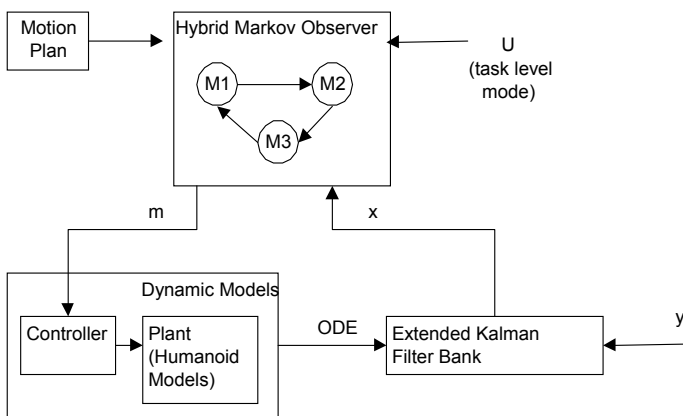 Motion
Plan
Hybrid Markov Observer
M1
M2
M3
U
(task level
mode)
m
x
Dynamic Models
Controller
Plant
(Humanoid
Models)
ODE
Extended Kalman
Filter Bank
y